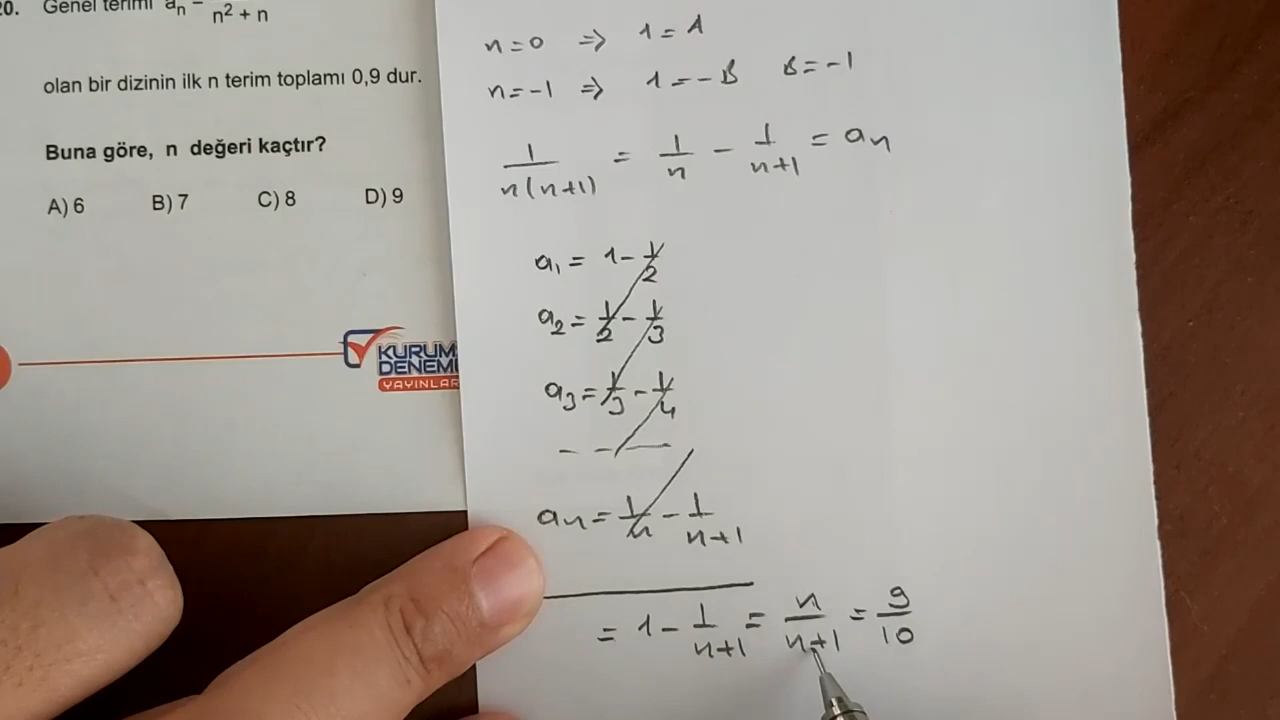 20. Genel terimi aₙ =
n² + n
olan bir dizinin ilk n terim toplamı 0,9 dur.
Buna göre, n değeri kaçtır?
A) 6 B) 7 C) 8 D) 9
KURUM
DENEMİ
YAYINLAR
n=0 ⇒ 1=A
n=-1 ⇒ 1=-B B=-1
1/n(n+1) = 1/n - 1/n+1 = aₙ
a₁ = 1 - 1/2
a₂ = 1/2 - 1/3
a₃ = 1/3 - 1/4
aₙ = 1/n - 1/n+1
= 1 - 1/n+1 = n/n+1 = 9/10